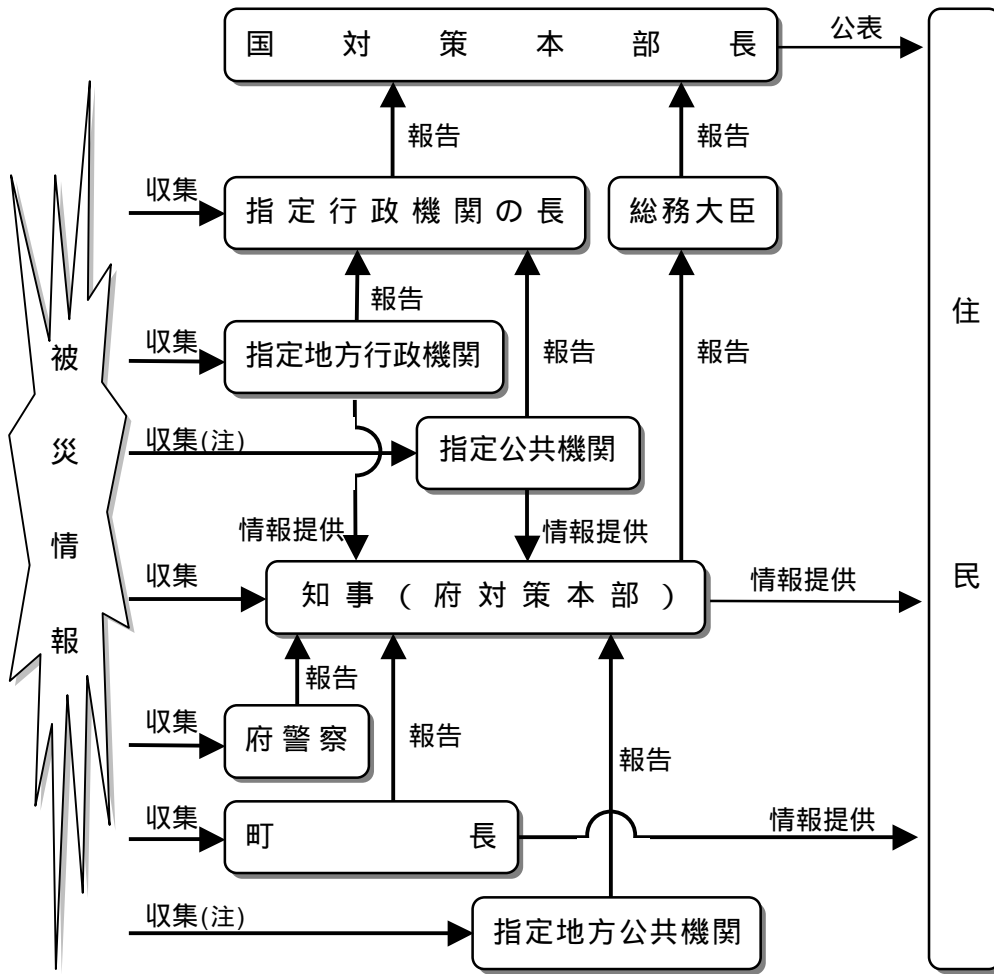 国対策本部長
公表
報告
報告
収集
指定行政機関の長
総務大臣
報告
収集
指定地方行政機関
報告
報告
収集(注)
指定公共機関
情報提供
情報提供
収集
知事(府対策本部)
情報提供
報告
収集
府警察
報告
報告
収集
町長
情報提供
収集(注)
指定地方公共機関
被災情報
住民